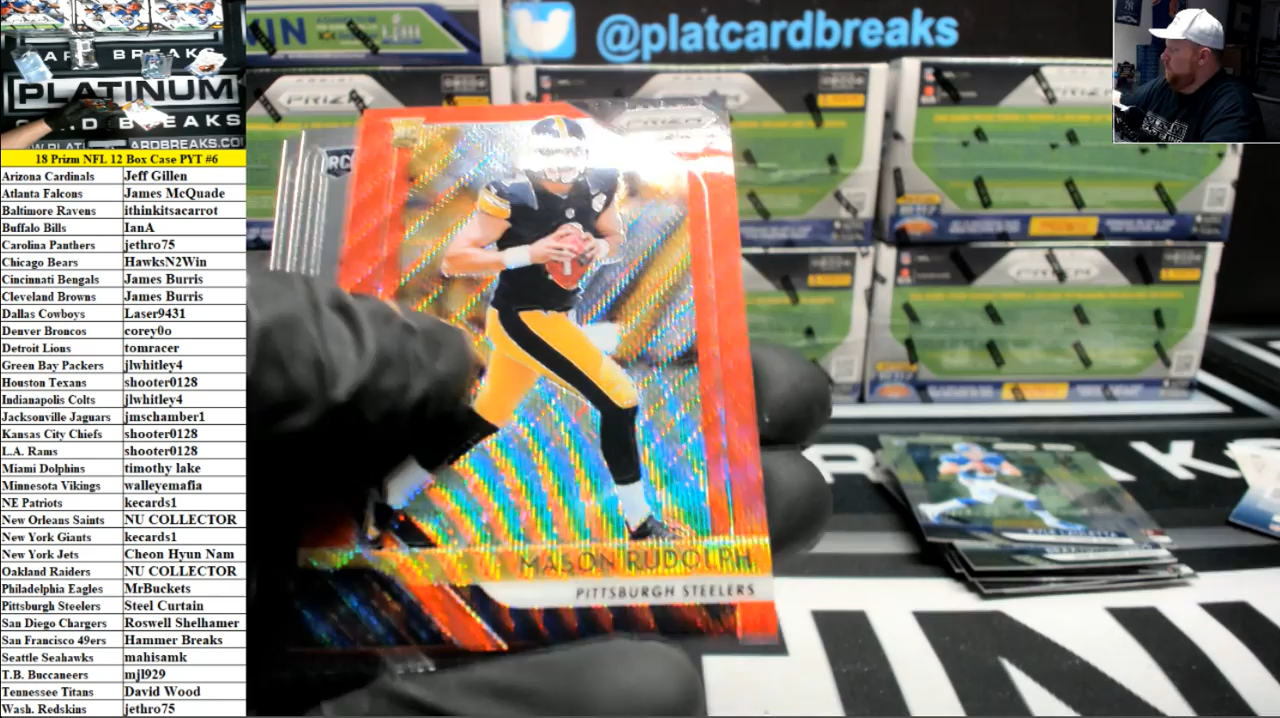 ARD BREAKS
PLATINUM
ARD BREAKS
18 Prizm NFL 12 Box Case PYT #6
Arizona Cardinals Jeff Gillen
Atlanta Falcons James McQuade
Baltimore Ravens ithinkitsacarrot
Buffalo Bills IanA
Carolina Panthers jethro75
Chicago Bears HawksN2Win
Cincinnati Bengals James Burris
Cleveland Browns James Burris
Dallas Cowboys Laser9431
Denver Broncos corey0o
Detroit Lions tomracer
Green Bay Packers jlwhitley4
Houston Texans shooter0128
Indianapolis Colts jlwhitley4
Jacksonville Jaguars jmschamber1
Kansas City Chiefs shooter0128
L.A. Rams shooter0128
Miami Dolphins timothy lake
Minnesota Vikings walleyemafia
NE Patriots kecards1
New Orleans Saints NU COLLECTOR
New York Giants kecards1
New York Jets Cheon Hyun Nam
Oakland Raiders NU COLLECTOR
Philadelphia Eagles MrBuckets
Pittsburgh Steelers Steel Curtain
San Diego Chargers Roswell Shelhamer
San Francisco 49ers Hammer Breaks
Seattle Seahawks mahisamk
T.B. Buccaneers mjl929
Tennessee Titans David Wood
Wash. Redskins jethro75
@platcardbreaks
PRIZM
RC
MASON RUDOLPH
PITTSBURGH STEELERS